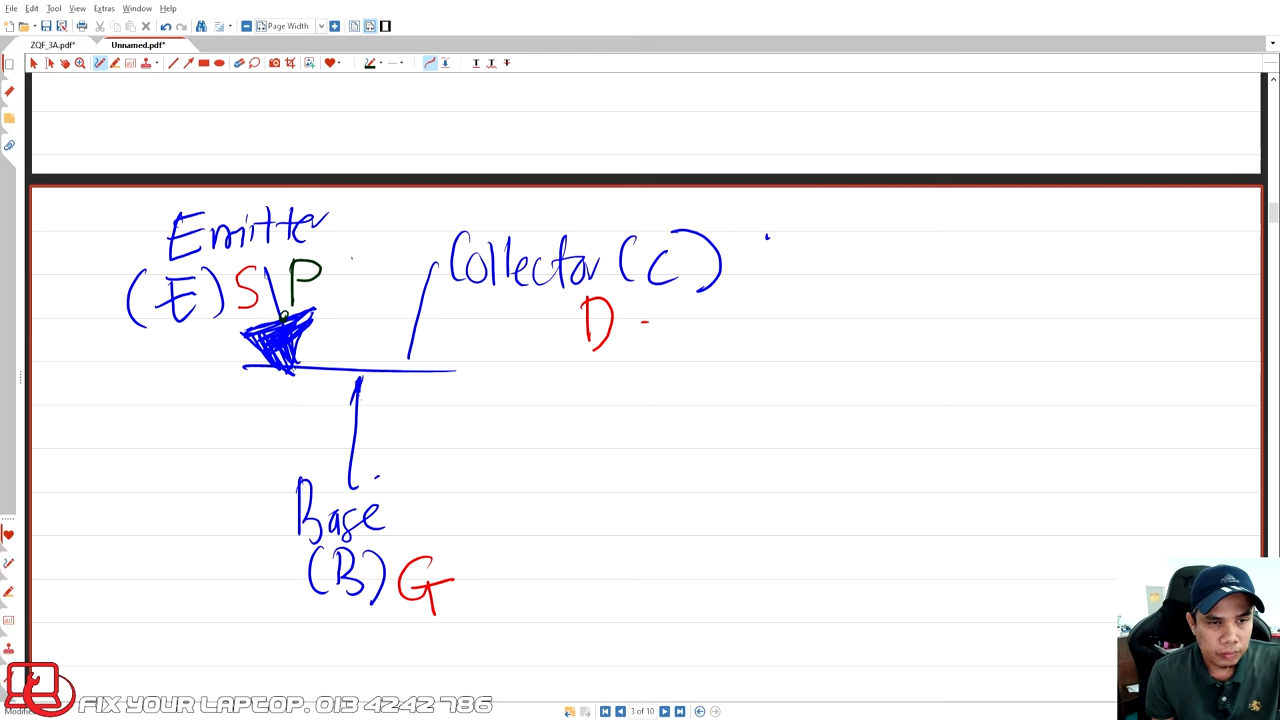 File Edit Tool View Extras Window Help
Page Width
ZQF_3A.pdf* Unnamed.pdf*
Emitter
(E) S P
Collector (C)
D
Base
(B) G
FIX YOUR LAPTOP. 013 4242 786
3 of 10